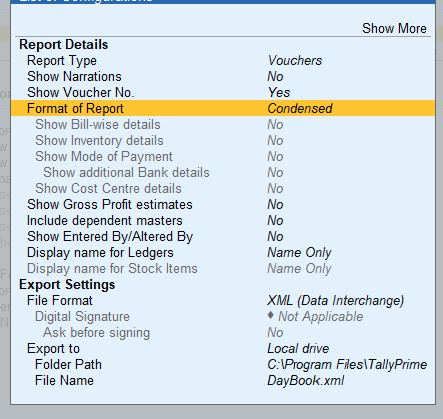 List of Configurations
Show More
Report Details
Report Type Vouchers
Show Narrations No
Show Voucher No. Yes
Format of Report Condensed
Show Bill-wise details No
Show Inventory details No
Show Mode of Payment No
Show additional Bank details No
Show Cost Centre details No
Show Gross Profit estimates No
Include dependent masters No
Show Entered By/Altered By No
Display name for Ledgers Name Only
Display name for Stock Items Name Only
Export Settings
File Format XML (Data Interchange)
Digital Signature ♦ Not Applicable
Ask before signing No
Export to Local drive
Folder Path C:\Program Files\TallyPrime
File Name DayBook.xml